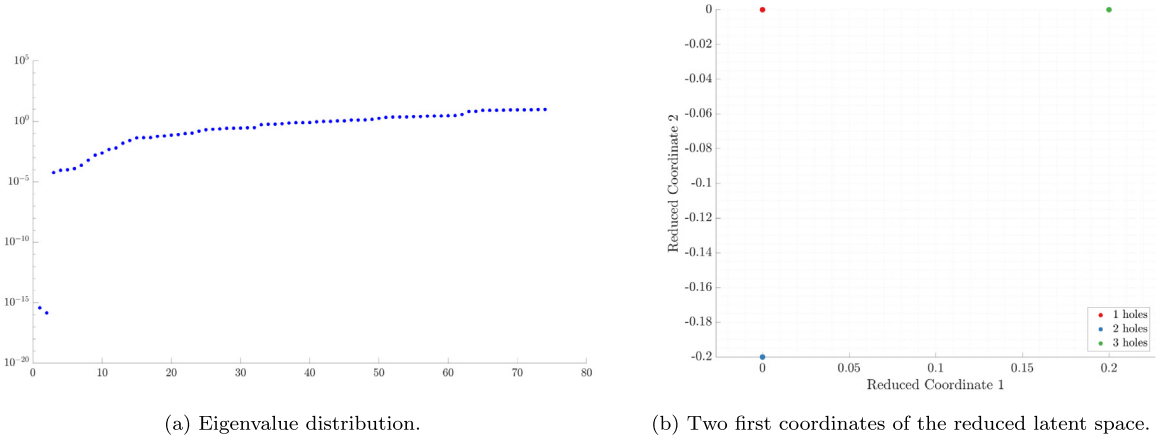 10^5
10^0
10^-5
10^-10
10^-15
10^-20
0 10 20 30 40 50 60 70 80
(a) Eigenvalue distribution.
0
-0.02
-0.04
-0.06
-0.08
-0.1
-0.12
-0.14
-0.16
-0.18
-0.2
Reduced Coordinate 2
1 holes
2 holes
3 holes
0 0.05 0.1 0.15 0.2
Reduced Coordinate 1
(b) Two first coordinates of the reduced latent space.